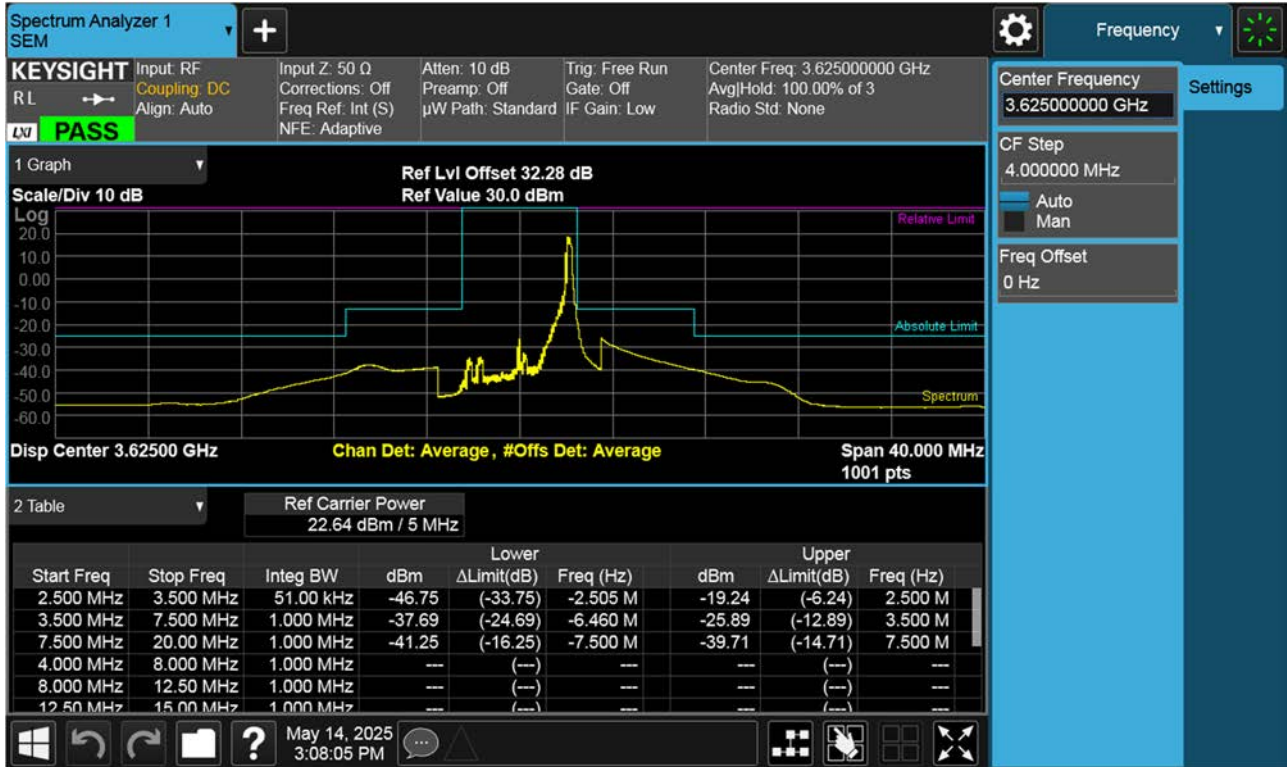 Spectrum Analyzer 1
SEM
Frequency
KEYSIGHT
RL
LXI
PASS
Input: RF
Coupling: DC
Align: Auto
Input Z: 50 Ω
Corrections: Off
Freq Ref: Int (S)
NFE: Adaptive
Atten: 10 dB
Preamp: Off
µW Path: Standard
Trig: Free Run
Gate: Off
IF Gain: Low
Center Freq: 3.625000000 GHz
Avg|Hold: 100.00% of 3
Radio Std: None
Center Frequency
3.625000000 GHz
Settings
CF Step
4.000000 MHz
Auto
Man
Freq Offset
0 Hz
1 Graph
Scale/Div 10 dB
Ref Lvl Offset 32.28 dB
Ref Value 30.0 dBm
Log
20.0
10.0
0.00
-10.0
-20.0
-30.0
-40.0
-50.0
-60.0
Relative Limit
Absolute Limit
Spectrum
Disp Center 3.62500 GHz
Chan Det: Average, #Offs Det: Average
Span 40.000 MHz
1001 pts
2 Table
Ref Carrier Power
22.64 dBm / 5 MHz
Lower Upper
Start Freq Stop Freq Integ BW dBm ΔLimit(dB) Freq (Hz) dBm ΔLimit(dB) Freq (Hz)
2.500 MHz 3.500 MHz 51.00 kHz -46.75 (-33.75) -2.505 M -19.24 (-6.24) 2.500 M
3.500 MHz 7.500 MHz 1.000 MHz -37.69 (-24.69) -6.460 M -25.89 (-12.89) 3.500 M
7.500 MHz 20.00 MHz 1.000 MHz -41.25 (-16.25) -7.500 M -39.71 (-14.71) 7.500 M
4.000 MHz 8.000 MHz 1.000 MHz --- (---) --- --- (---) ---
8.000 MHz 12.50 MHz 1.000 MHz --- (---) --- --- (---) ---
12.50 MHz 15.00 MHz 1.000 MHz --- (---) --- --- (---) ---
?
May 14, 2025
3:08:05 PM